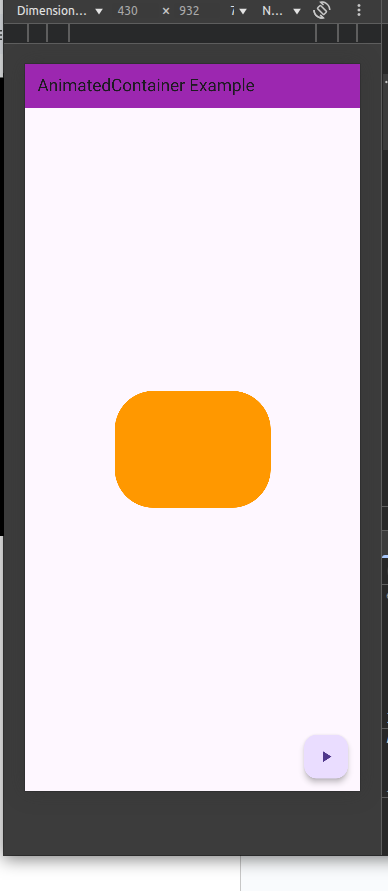 Dimension... 430 × 932 N...
AnimatedContainer Example